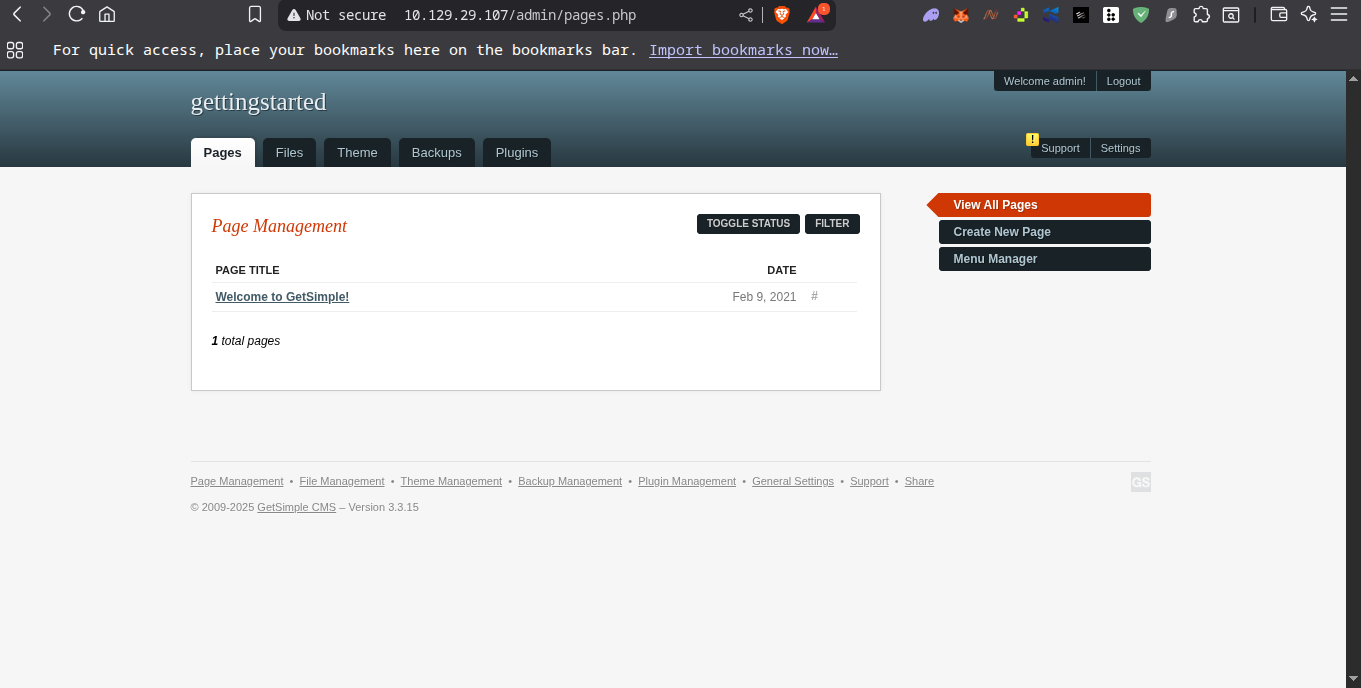 Not secure 10.129.29.107/admin/pages.php 1
For quick access, place your bookmarks here on the bookmarks bar. Import bookmarks now…
Welcome admin! Logout
gettingstarted
Pages Files Theme Backups Plugins ! Support Settings
Page Management TOGGLE STATUS FILTER
PAGE TITLE DATE
Welcome to GetSimple! Feb 9, 2021 #
1 total pages
View All Pages
Create New Page
Menu Manager
Page Management • File Management • Theme Management • Backup Management • Plugin Management • General Settings • Support • Share GS
© 2009-2025 GetSimple CMS – Version 3.3.15